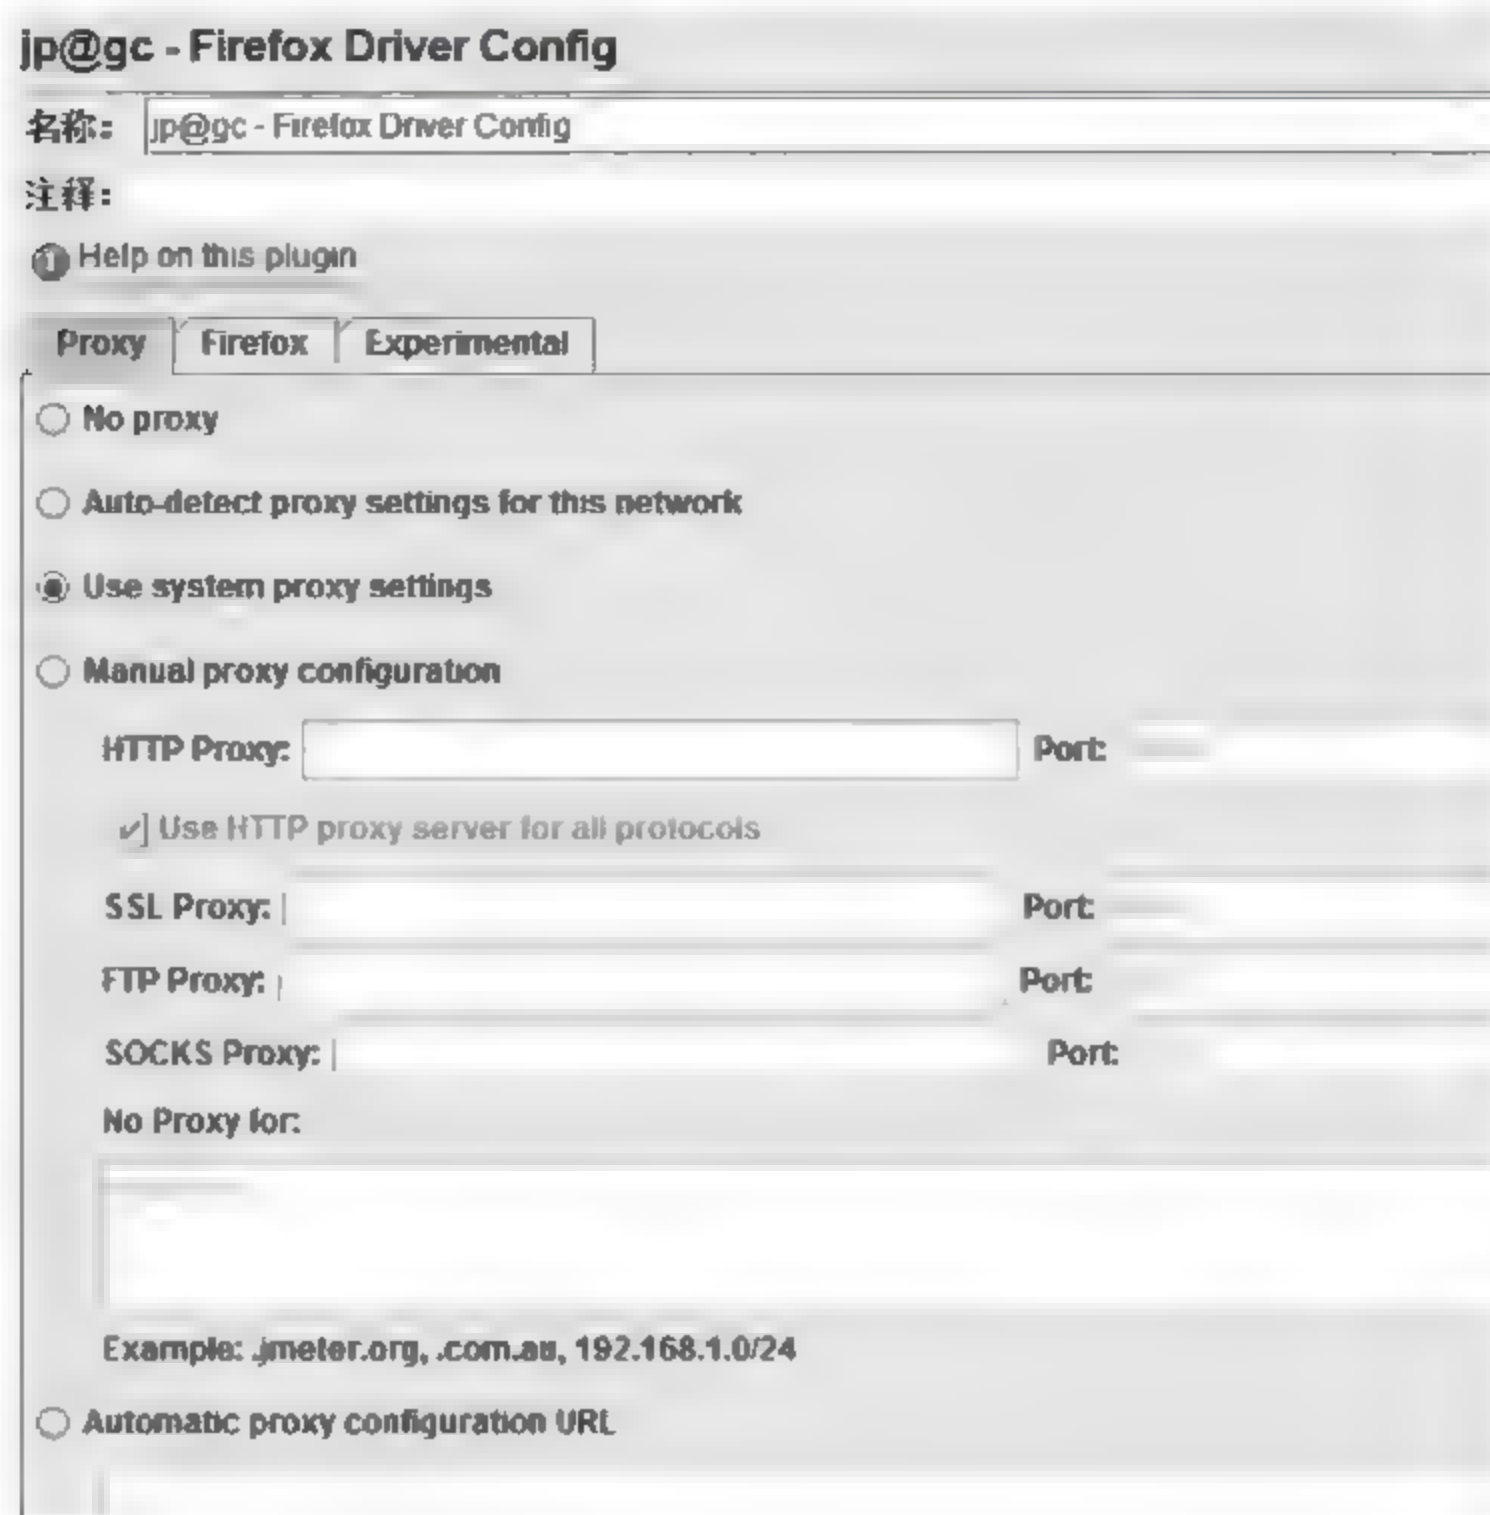 jp@gc - Firefox Driver Config
名称： jp@gc - Firefox Driver Config
注释：
Help on this plugin
Proxy Firefox Experimental
No proxy
Auto-detect proxy settings for this network
Use system proxy settings
Manual proxy configuration
HTTP Proxy: Port:
Use HTTP proxy server for all protocols
SSL Proxy: Port:
FTP Proxy: Port:
SOCKS Proxy: Port:
No Proxy for:
Example: .jmeter.org, .com.au, 192.168.1.0/24
Automatic proxy configuration URL